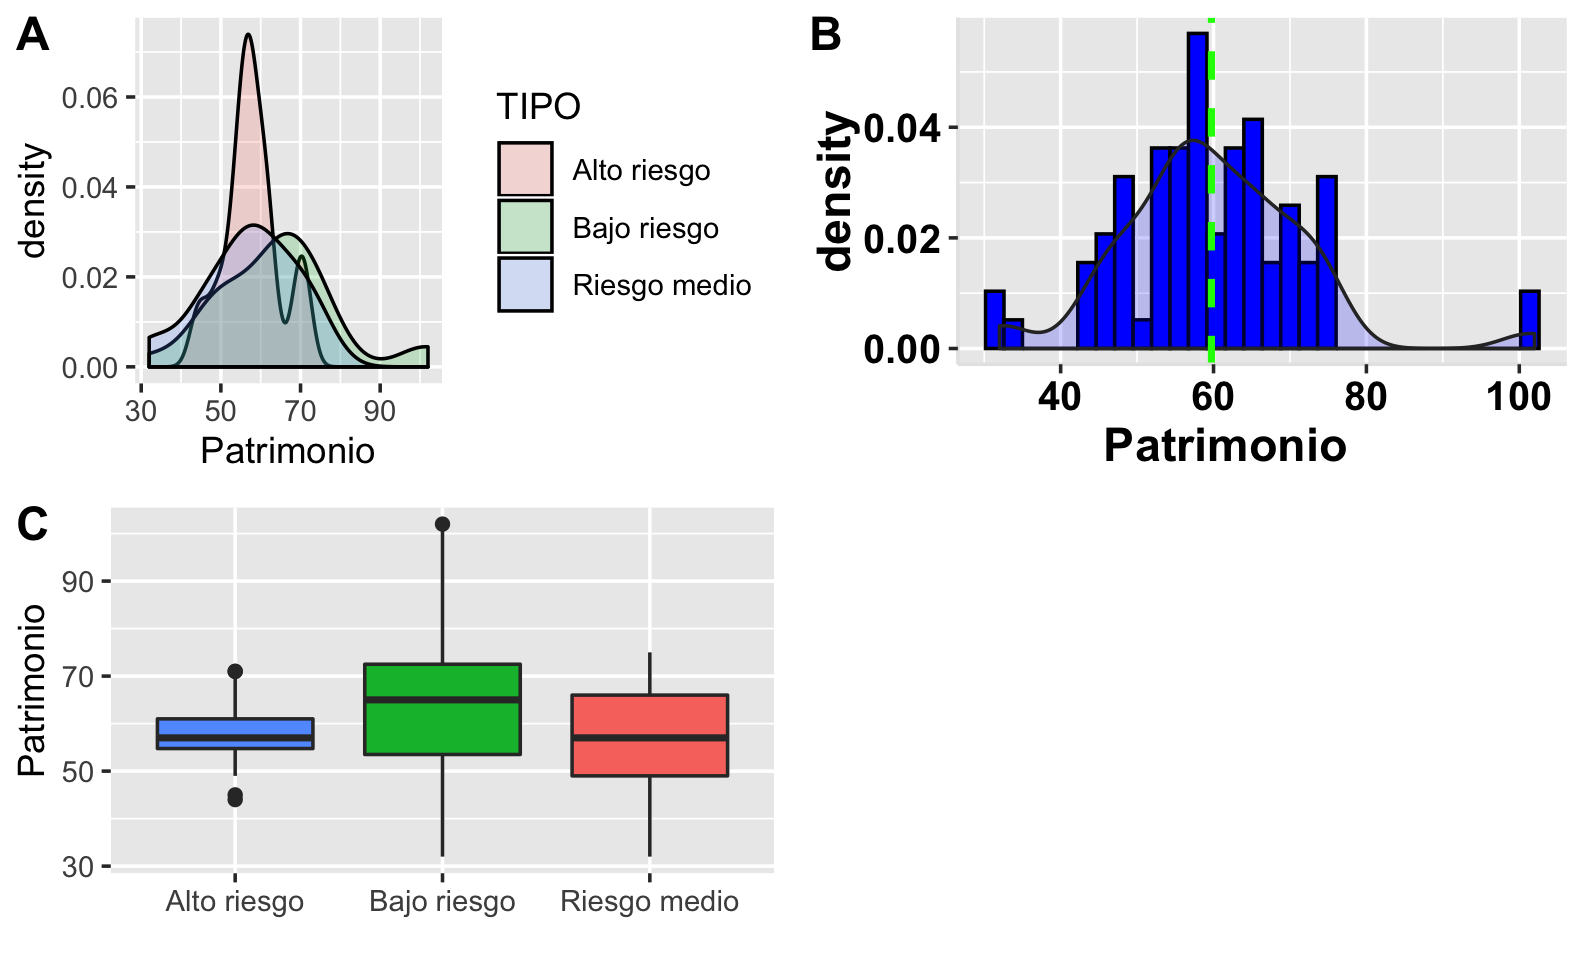 A
density
0.06
0.04
0.02
0.00
30 50 70 90
Patrimonio
TIPO
Alto riesgo
Bajo riesgo
Riesgo medio
B
density
0.04
0.02
0.00
40 60 80 100
Patrimonio
C
Patrimonio
90
70
50
30
Alto riesgo Bajo riesgo Riesgo medio